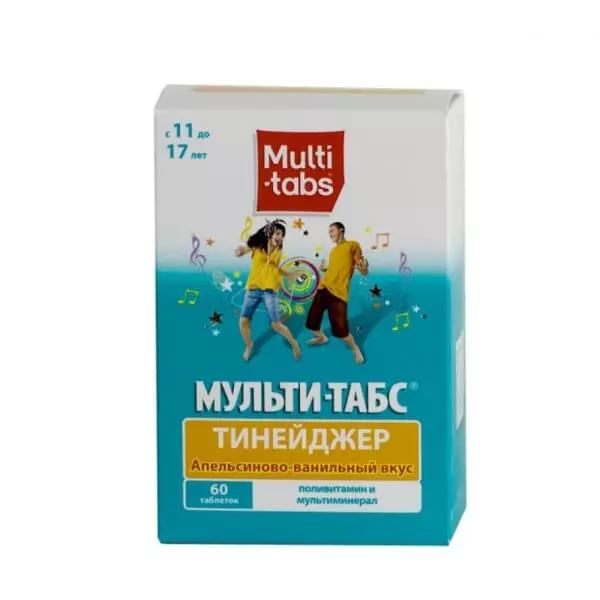 с 11 до
17 лет
Multi
-tabs®
МУЛЬТИ-ТАБС®
ТИНЕЙДЖЕР
Апельсиново-ванильный вкус
60
таблеток
поливитамин и
мультиминерал